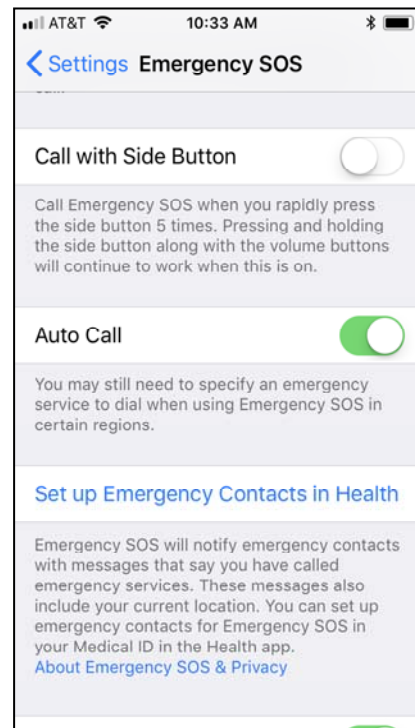 AT&T 10:33 AM
Settings Emergency SOS
Call with Side Button
Call Emergency SOS when you rapidly press
the side button 5 times. Pressing and holding
the side button along with the volume buttons
will continue to work when this is on.
Auto Call
You may still need to specify an emergency
service to dial when using Emergency SOS in
certain regions.
Set up Emergency Contacts in Health
Emergency SOS will notify emergency contacts
with messages that say you have called
emergency services. These messages also
include your current location. You can set up
emergency contacts for Emergency SOS in
your Medical ID in the Health app.
About Emergency SOS & Privacy